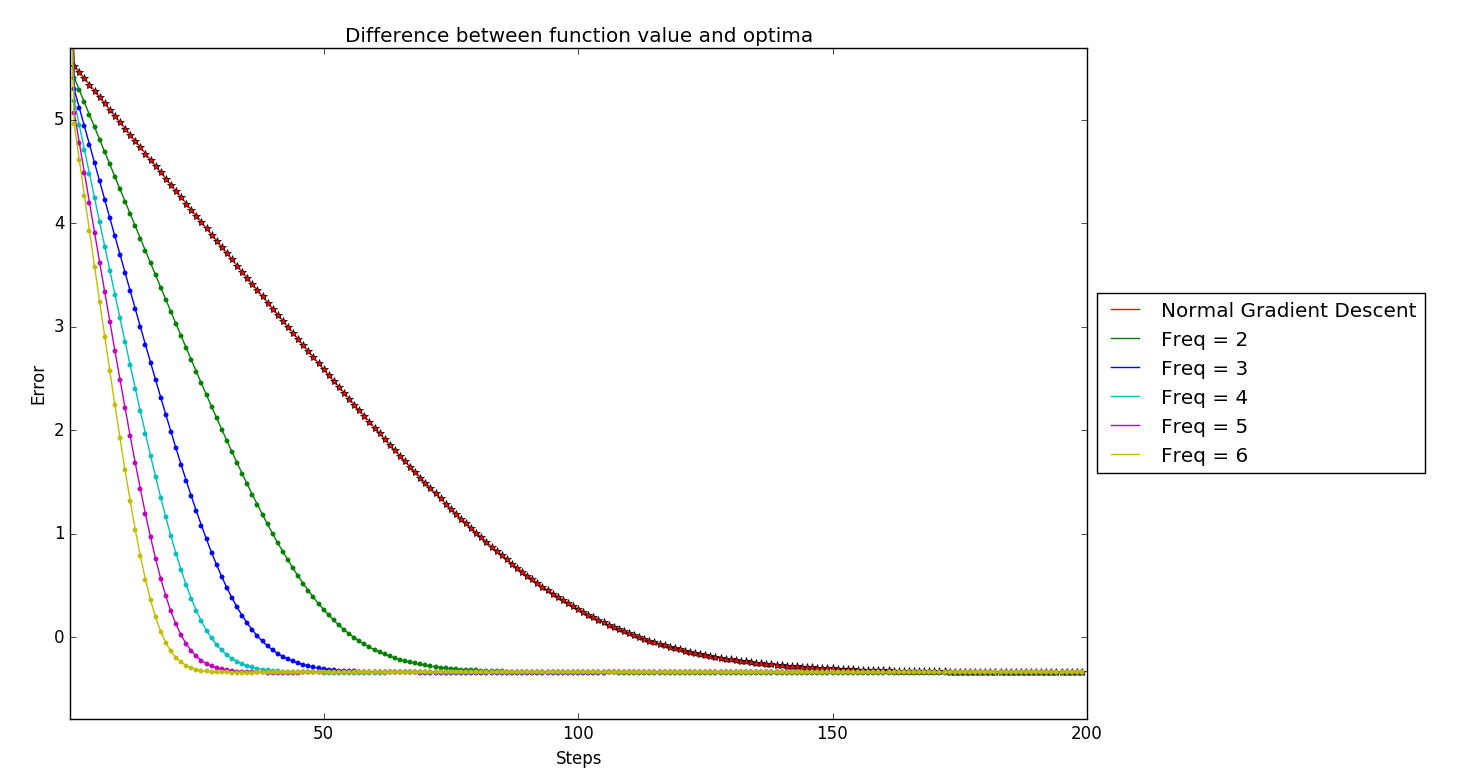 Difference between function value and optima
5
4
3
2
1
0
Error
50
100
150
200
Steps
Normal Gradient Descent
Freq = 2
Freq = 3
Freq = 4
Freq = 5
Freq = 6